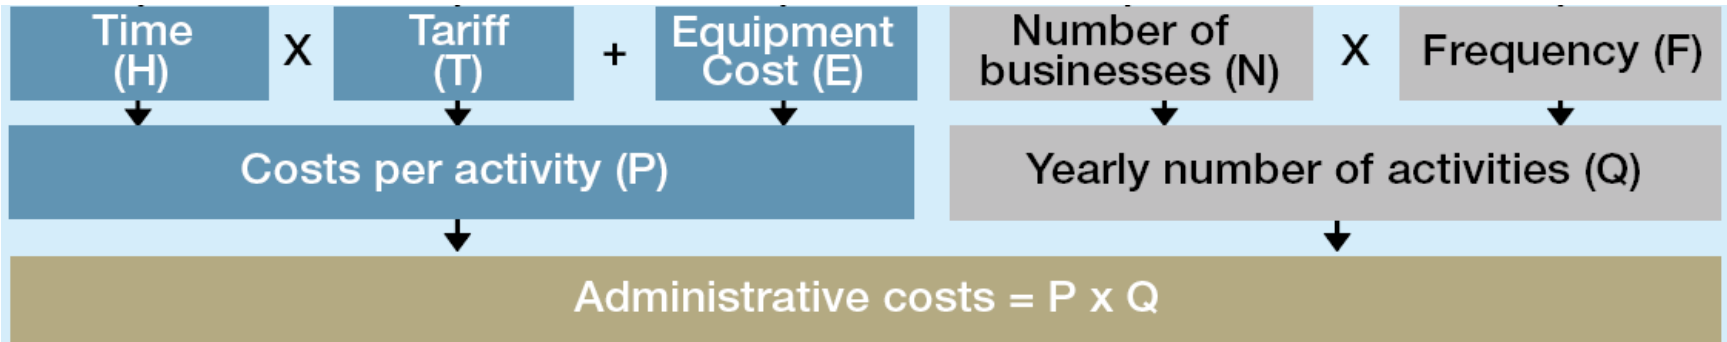 Time
(H)
X
Tariff
(T)
+
Equipment
Cost (E)
Number of
businesses (N)
X
Frequency (F)
Costs per activity (P)
Yearly number of activities (Q)
Administrative costs = P x Q